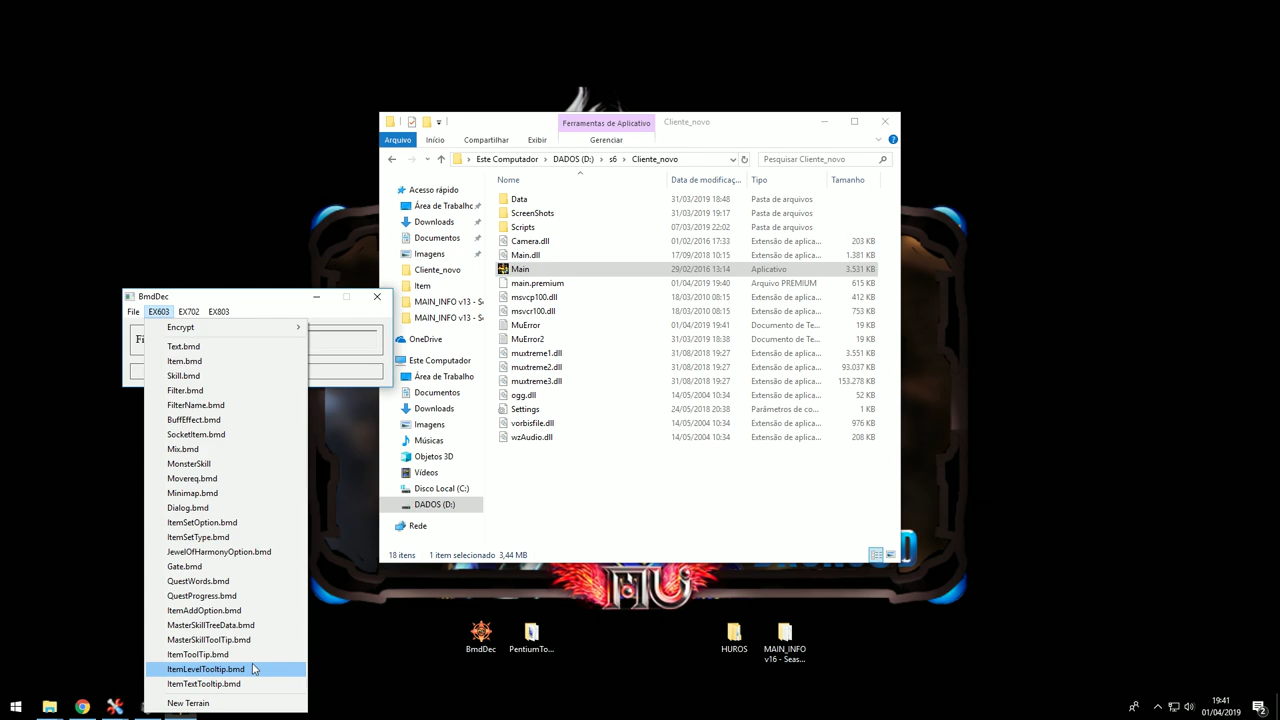 Ferramentas de Aplicativo
Cliente_novo
Arquivo
Início
Compartilhar
Exibir
Gerenciar
Este Computador
DADOS (D:)
s6
Cliente_novo
Pesquisar Cliente_novo
Nome
Data de modificaç...
Tipo
Tamanho
Acesso rápido
Área de Trabalho
Downloads
Documentos
Imagens
Cliente_novo
Item
MAIN_INFO v13 - Se
MAIN_INFO v13 - Se
OneDrive
Este Computador
Área de Trabalho
Documentos
Downloads
Imagens
Músicas
Objetos 3D
Vídeos
Disco Local (C:)
DADOS (D:)
Rede
Data 31/03/2019 18:48 Pasta de arquivos
ScreenShots 31/03/2019 19:17 Pasta de arquivos
Scripts 07/03/2019 22:02 Pasta de arquivos
Camera.dll 01/02/2016 17:33 Extensão de aplica... 203 KB
Main.dll 17/09/2018 10:15 Extensão de aplica... 1.381 KB
Main 29/02/2016 13:14 Aplicativo 3.531 KB
main.premium 01/04/2019 19:40 Arquivo PREMIUM 615 KB
msvcp100.dll 18/03/2010 08:15 Extensão de aplica... 412 KB
msvcr100.dll 18/03/2010 08:15 Extensão de aplica... 753 KB
MuError 01/04/2019 19:41 Documento de Te... 19 KB
MuError2 31/03/2019 18:38 Documento de Te... 19 KB
muxtreme1.dll 31/08/2018 19:27 Extensão de aplica... 3.551 KB
muxtreme2.dll 31/08/2018 19:27 Extensão de aplica... 93.037 KB
muxtreme3.dll 31/08/2018 19:27 Extensão de aplica... 153.278 KB
ogg.dll 14/05/2004 10:34 Extensão de aplica... 52 KB
Settings 24/05/2018 20:38 Parâmetros de co... 1 KB
vorbisfile.dll 14/05/2004 10:34 Extensão de aplica... 976 KB
wzAudio.dll 14/05/2004 10:34 Extensão de aplica... 208 KB
18 itens
1 item selecionado 3,44 MB
BmdDec
File
EX603
EX702
EX803
Fi
Encrypt
Text.bmd
Item.bmd
Skill.bmd
Filter.bmd
FilterName.bmd
BuffEffect.bmd
SocketItem.bmd
Mix.bmd
MonsterSkill
Movereq.bmd
Minimap.bmd
Dialog.bmd
ItemSetOption.bmd
ItemSetType.bmd
JewelOfHarmonyOption.bmd
Gate.bmd
QuestWords.bmd
QuestProgress.bmd
ItemAddOption.bmd
MasterSkillTreeData.bmd
MasterSkillToolTip.bmd
ItemToolTip.bmd
ItemLevelTooltip.bmd
ItemTextTooltip.bmd
New Terrain
MU
BmdDec
PentiumTo...
HUROS
MAIN_INFO
v16 - Seas...
19:41
01/04/2019
2